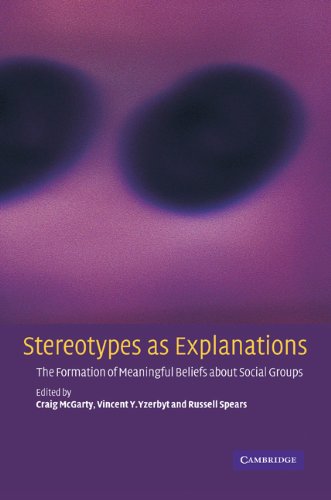 Stereotypes as Explanations
The Formation of Meaningful Beliefs about Social Groups
Edited by
Craig McGarty, Vincent Y. Yzerbyt and Russell Spears
CAMBRIDGE